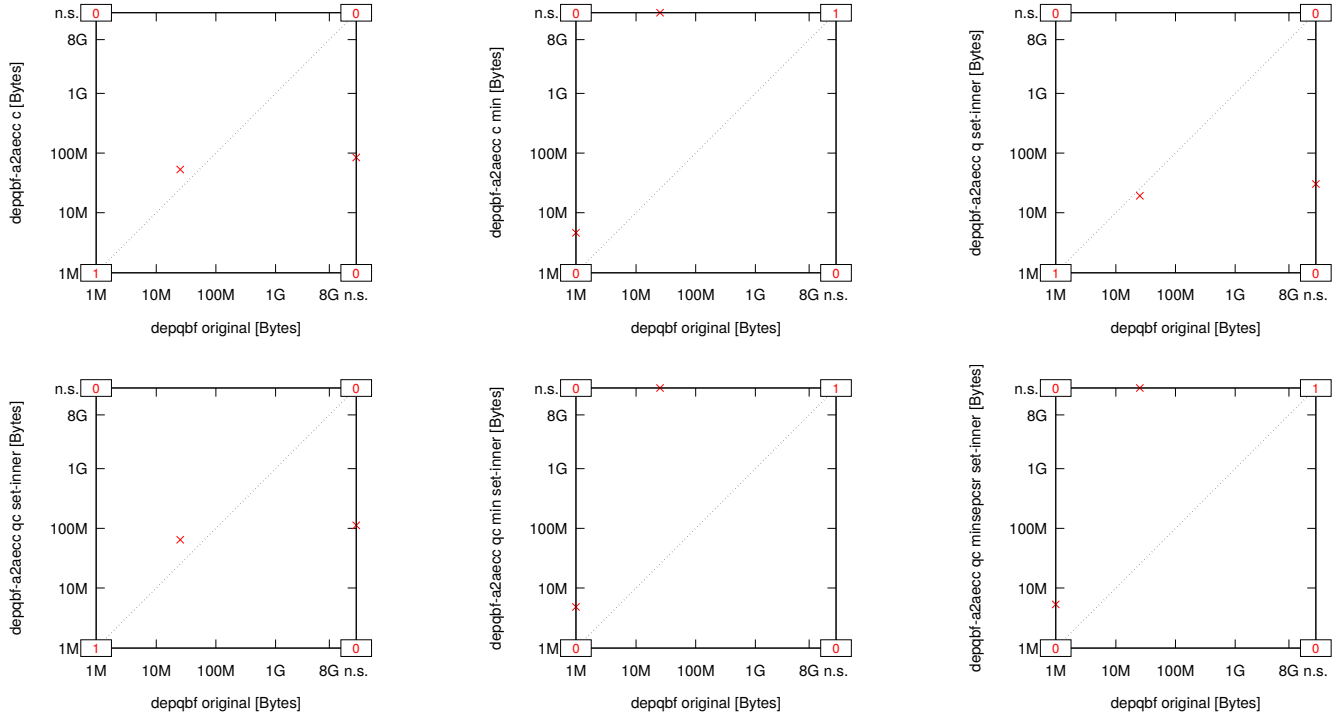 n.s. 0 0
8G
1G
100M
10M
1M 1 0
1M 10M 100M 1G 8G n.s.
depqbf original [Bytes]
depqbf-a2aecc c [Bytes]
n.s. 0 1
8G
1G
100M
10M
1M 0 0
1M 10M 100M 1G 8G n.s.
depqbf original [Bytes]
depqbf-a2aecc c min [Bytes]
n.s. 0 0
8G
1G
100M
10M
1M 1 0
1M 10M 100M 1G 8G n.s.
depqbf original [Bytes]
depqbf-a2aecc q set-inner [Bytes]
n.s. 0 0
8G
1G
100M
10M
1M 1 0
1M 10M 100M 1G 8G n.s.
depqbf original [Bytes]
depqbf-a2aecc qc set-inner [Bytes]
n.s. 0 1
8G
1G
100M
10M
1M 0 0
1M 10M 100M 1G 8G n.s.
depqbf original [Bytes]
depqbf-a2aecc qc min set-inner [Bytes]
n.s. 0 1
8G
1G
100M
10M
1M 0 0
1M 10M 100M 1G 8G n.s.
depqbf original [Bytes]
depqbf-a2aecc qc minsepcsr set-inner [Bytes]